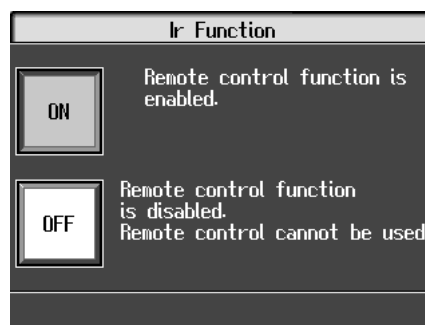 Ir Function
ON
Remote control function is
enabled.
OFF
Remote control function
is disabled.
Remote control cannot be used